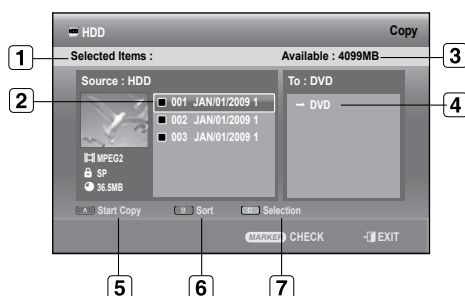 HDD Copy
Selected Items : Available : 4099MB
1 3
Source : HDD To : DVD
2 001 JAN/01/2009 1 → DVD 4
002 JAN/01/2009 1
003 JAN/01/2009 1
MPEG2
SP
36.5MB
A Start Copy B Sort C Selection
MARKER CHECK EXIT
5 6 7